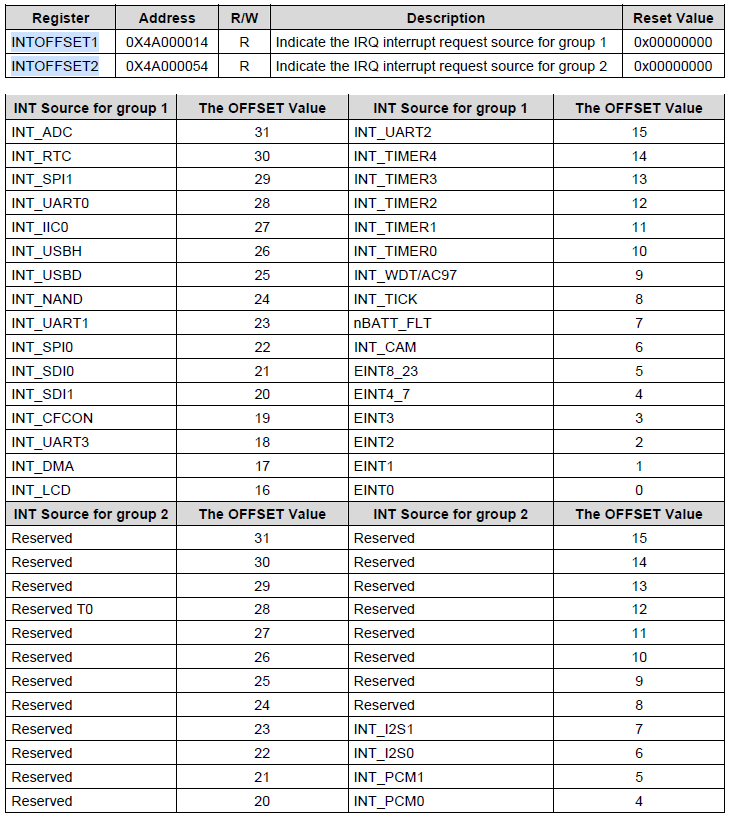 Register Address R/W Description Reset Value
INTOFFSET1 0X4A000014 R Indicate the IRQ interrupt request source for group 1 0x00000000
INTOFFSET2 0X4A000054 R Indicate the IRQ interrupt request source for group 2 0x00000000
INT Source for group 1 The OFFSET Value INT Source for group 1 The OFFSET Value
INT_ADC 31 INT_UART2 15
INT_RTC 30 INT_TIMER4 14
INT_SPI1 29 INT_TIMER3 13
INT_UART0 28 INT_TIMER2 12
INT_IIC0 27 INT_TIMER1 11
INT_USBH 26 INT_TIMER0 10
INT_USBD 25 INT_WDT/AC97 9
INT_NAND 24 INT_TICK 8
INT_UART1 23 nBATT_FLT 7
INT_SPI0 22 INT_CAM 6
INT_SDI0 21 EINT8_23 5
INT_SDI1 20 EINT4_7 4
INT_CFCON 19 EINT3 3
INT_UART3 18 EINT2 2
INT_DMA 17 EINT1 1
INT_LCD 16 EINT0 0
INT Source for group 2 The OFFSET Value INT Source for group 2 The OFFSET Value
Reserved 31 Reserved 15
Reserved 30 Reserved 14
Reserved 29 Reserved 13
Reserved T0 28 Reserved 12
Reserved 27 Reserved 11
Reserved 26 Reserved 10
Reserved 25 Reserved 9
Reserved 24 Reserved 8
Reserved 23 INT_I2S1 7
Reserved 22 INT_I2S0 6
Reserved 21 INT_PCM1 5
Reserved 20 INT_PCM0 4